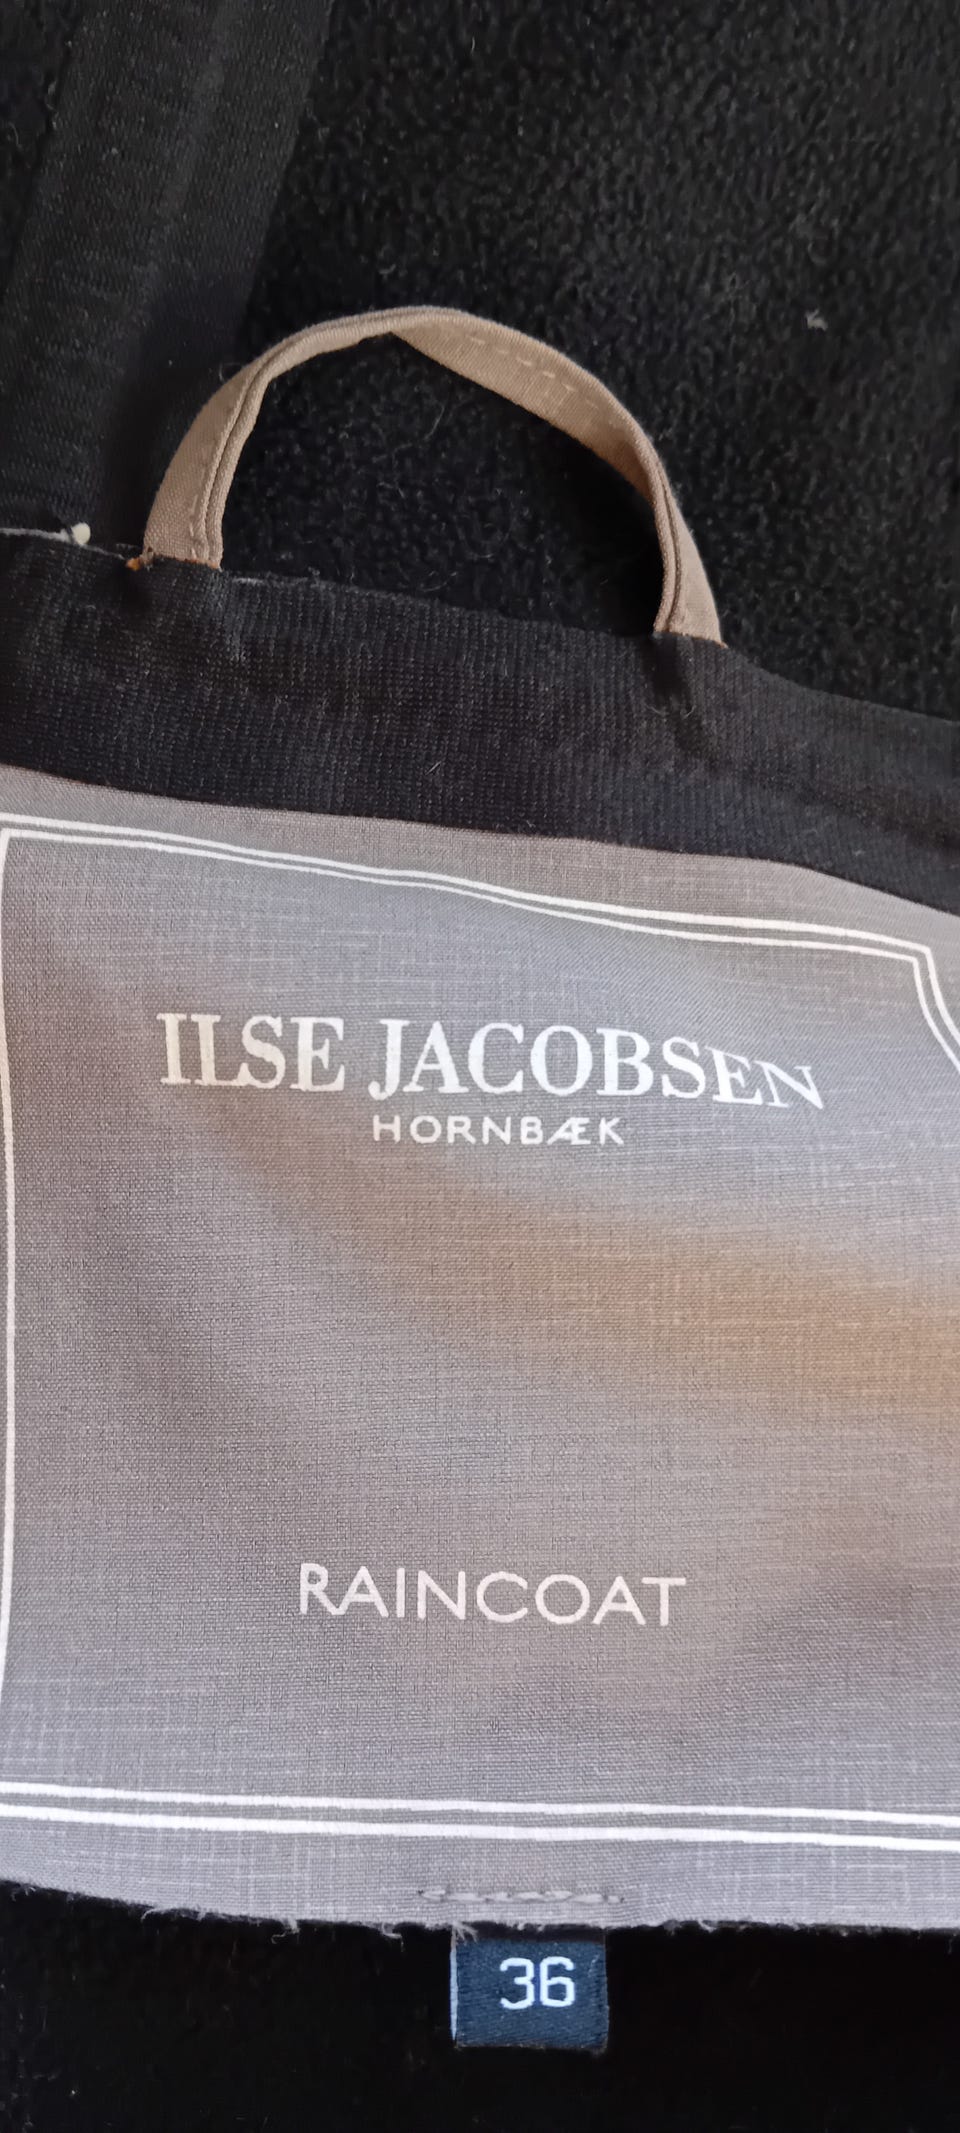 ILSE JACOBSEN
HORNBÆK
RAINCOAT
36